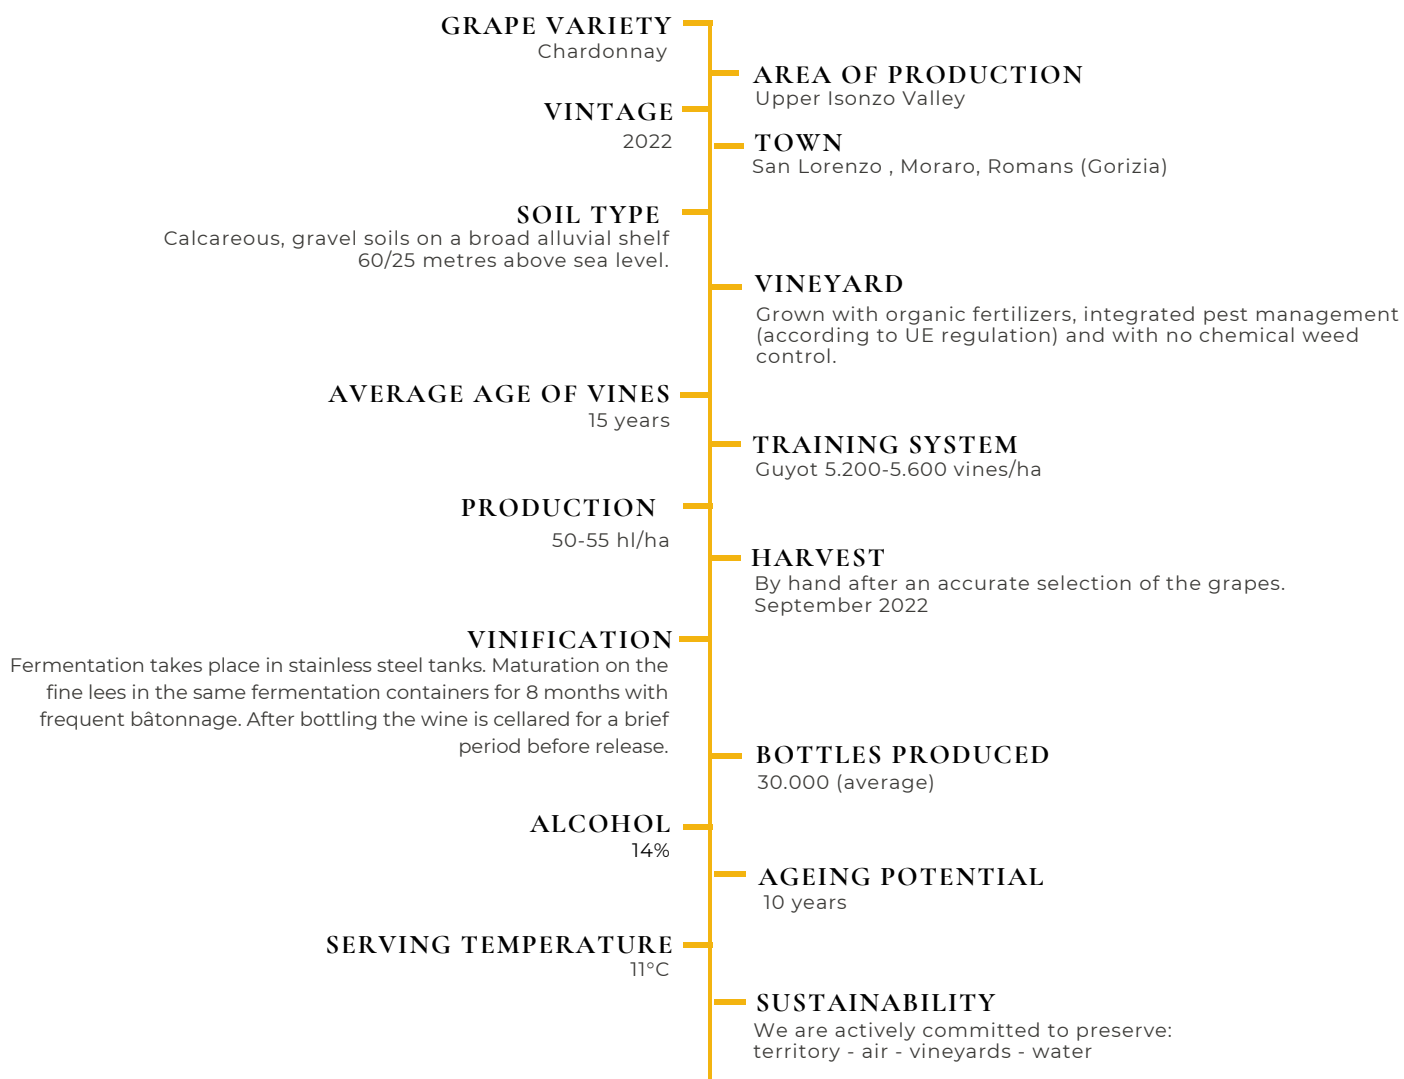 GRAPE VARIETY
Chardonnay
AREA OF PRODUCTION
Upper Isonzo Valley
VINTAGE
2022
TOWN
San Lorenzo , Moraro, Romans (Gorizia)
SOIL TYPE
Calcareous, gravel soils on a broad alluvial shelf
60/25 metres above sea level.
VINEYARD
Grown with organic fertilizers, integrated pest management
(according to UE regulation) and with no chemical weed
control.
AVERAGE AGE OF VINES
15 years
TRAINING SYSTEM
Guyot 5.200-5.600 vines/ha
PRODUCTION
50-55 hl/ha
HARVEST
By hand after an accurate selection of the grapes.
September 2022
VINIFICATION
Fermentation takes place in stainless steel tanks. Maturation on the
fine lees in the same fermentation containers for 8 months with
frequent bâtonnage. After bottling the wine is cellared for a brief
period before release.
BOTTLES PRODUCED
30.000 (average)
ALCOHOL
14%
AGEING POTENTIAL
10 years
SERVING TEMPERATURE
11°C
SUSTAINABILITY
We are actively committed to preserve:
territory - air - vineyards - water